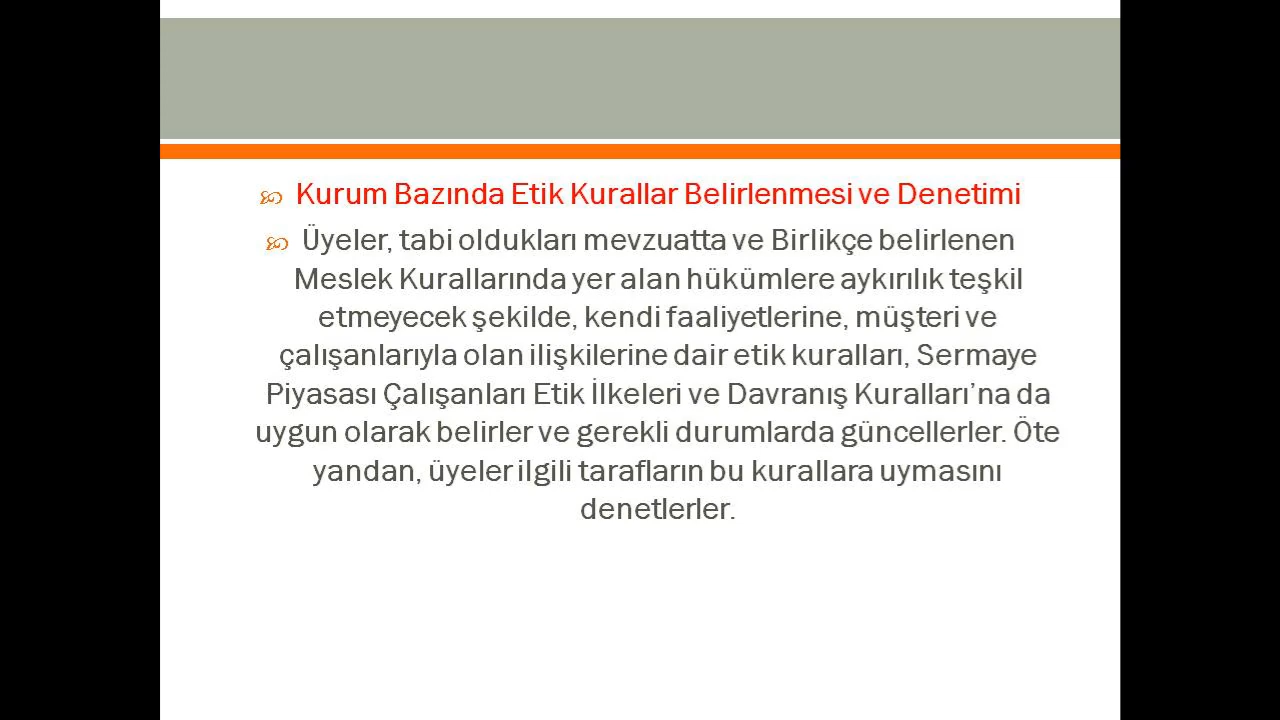 Kurum Bazında Etik Kurallar Belirlenmesi ve Denetimi
Üyeler, tabi oldukları mevzuatta ve Birlikçe belirlenen
Meslek Kurallarında yer alan hükümlere aykırılık teşkil
etmeyecek şekilde, kendi faaliyetlerine, müşteri ve
çalışanlarıyla olan ilişkilerine dair etik kuralları, Sermaye
Piyasası Çalışanları Etik İlkeleri ve Davranış Kuralları’na da
uygun olarak belirler ve gerekli durumlarda güncellerler. Öte
yandan, üyeler ilgili tarafların bu kurallara uymasını
denetlerler.